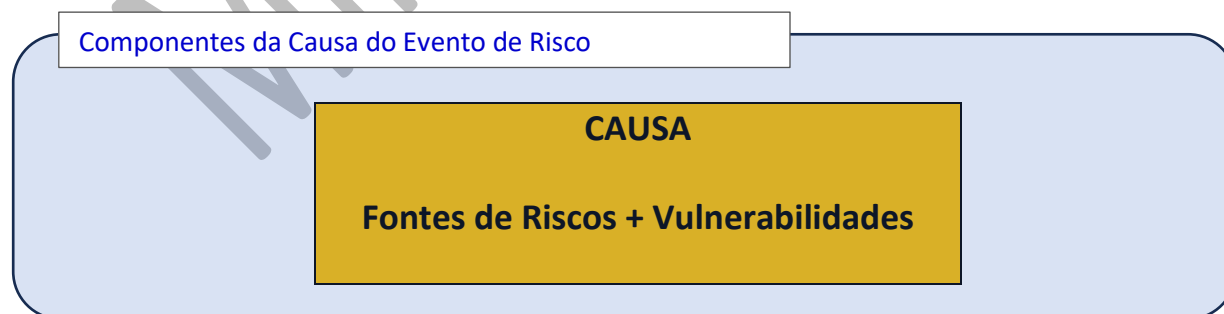 Componentes da Causa do Evento de Risco
CAUSA
Fontes de Riscos + Vulnerabilidades